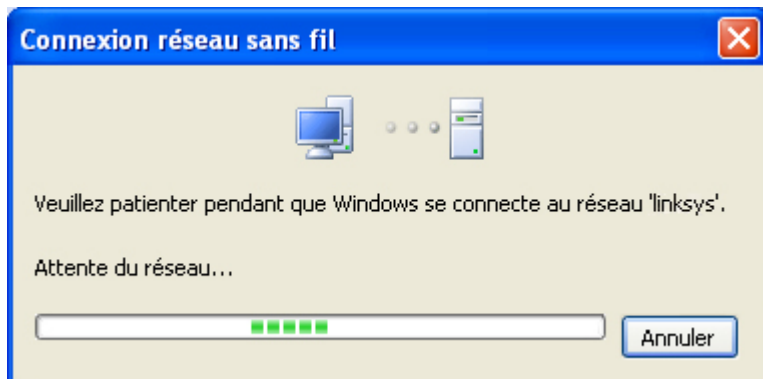 Connexion réseau sans fil
Veuillez patienter pendant que Windows se connecte au réseau 'linksys'.
Attente du réseau...
Annuler